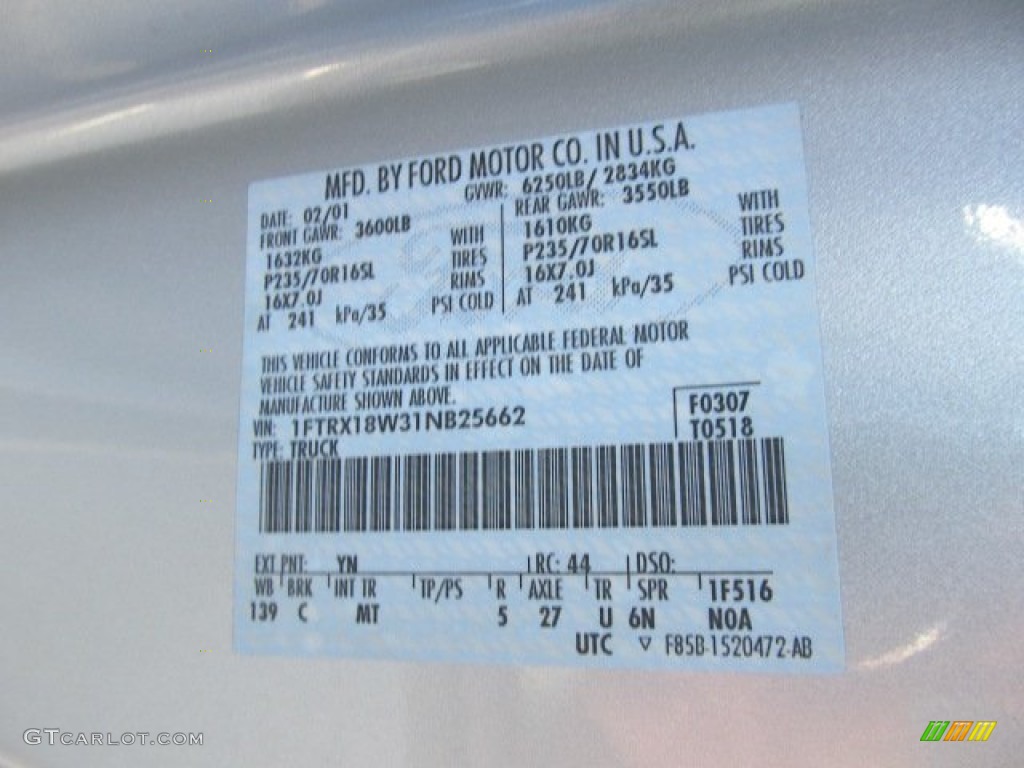 MFD. BY FORD MOTOR CO. IN U.S.A.
DATE: 02/01 GVWR: 6250LB/ 2834KG
FRONT GAWR: 3600LB REAR GAWR: 3550LB
1632KG WITH 1610KG WITH
P235/70R16SL TIRES P235/70R16SL TIRES
16X7.0J RIMS 16X7.0J RIMS
AT 241 kPa/35 PSI COLD AT 241 kPa/35 PSI COLD
THIS VEHICLE CONFORMS TO ALL APPLICABLE FEDERAL MOTOR
VEHICLE SAFETY STANDARDS IN EFFECT ON THE DATE OF
MANUFACTURE SHOWN ABOVE.
VIN: 1FTRX18W31NB25662 F0307
TYPE: TRUCK T0518
EXT PNT: YN RC: 44 DSO:
WB BRK INT TR TP/PS R AXLE TR SPR 1F516
139 C MT 5 27 U 6N NOA
UTC ▽ F85B-1520472-AB
GTCARLOT.COM